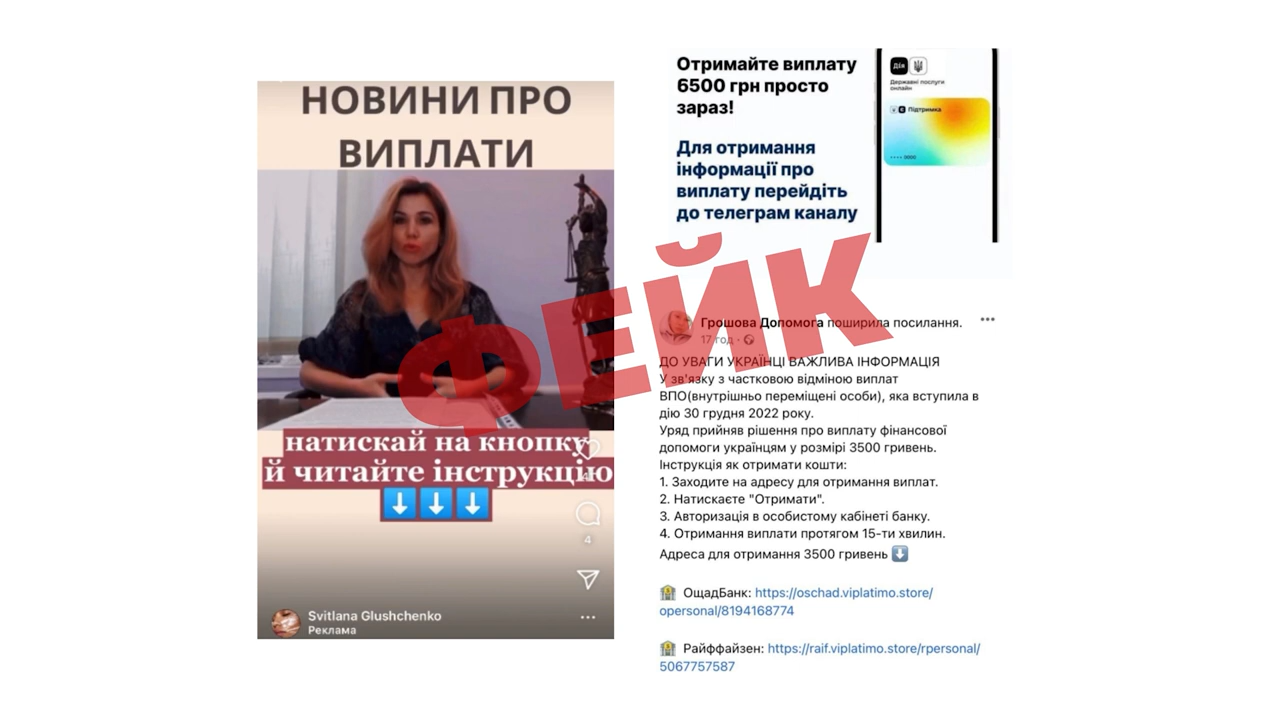 НОВИНИ ПРО
ВИПЛАТИ
натискай на кнопку
й читайте інструкцію
4
Svitlana Glushchenko
Реклама
Отримайте виплату
6500 грн просто
зараз!
Для отримання
інформації про
виплату перейдіть
до телеграм каналу
Дія
Державні послуги
онлайн
єПідтримка
•••• 0000
ФЕЙК
Грошова Допомога поширила посилання.
17 год ·
ДО УВАГИ УКРАЇНЦІ ВАЖЛИВА ІНФОРМАЦІЯ
У зв'язку з частковою відміною виплат
ВПО(внутрішньо переміщені особи), яка вступила в
дію 30 грудня 2022 року.
Уряд прийняв рішення про виплату фінансової
допомоги українцям у розмірі 3500 гривень.
Інструкція як отримати кошти:
1. Заходите на адресу для отримання виплат.
2. Натискаєте "Отримати".
3. Авторизація в особистому кабінеті банку.
4. Отримання виплати протягом 15-ти хвилин.
Адреса для отримання 3500 гривень
ОщадБанк: https://oschad.viplatimo.store/
opersonal/8194168774
Райффайзен: https://raif.viplatimo.store/rpersonal/
5067757587